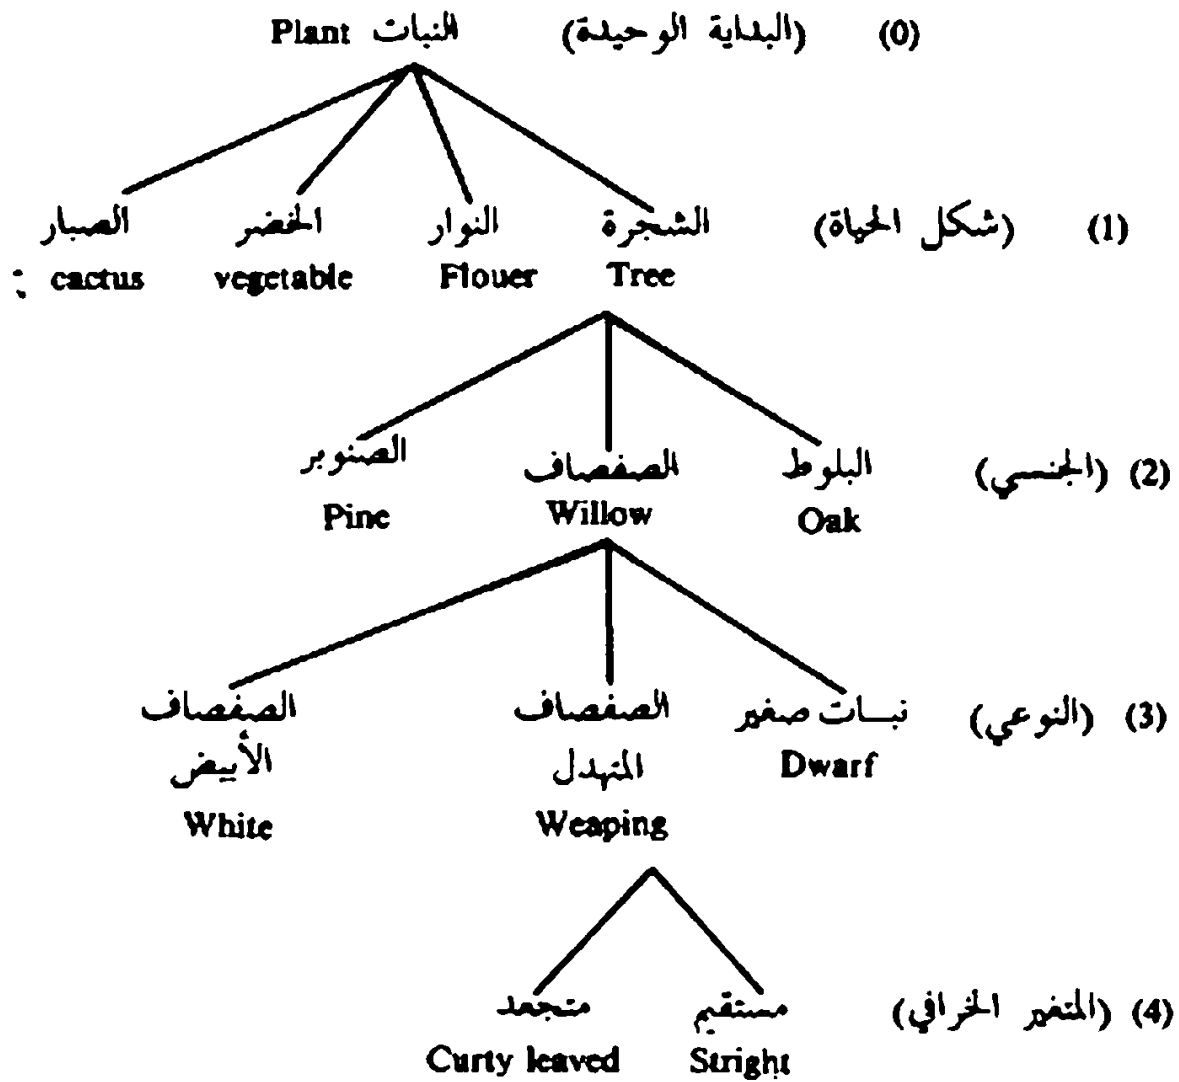 (0) (البداية الوحيدة) النبات Plant
(1) (شكل الحياة) الشجرة النوار الخضر الصبار
cactus vegetable Flouer Tree
(2) (الجنسي) البلوط الصفصاف الصنوبر
Pine Willow Oak
(3) (النوعي) نبات صغير الصفصاف الصفصاف
Dwarf المتهدل الأبيض
White Weaping
(4) (المتغير الخرافي) مستقيم متجعد
Curty leaved Stright